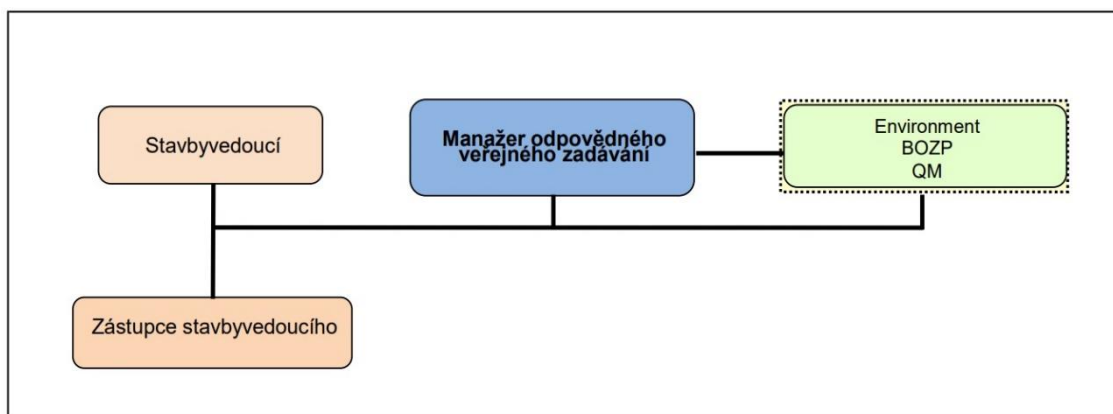 Stavbyvedoucí
Manažer odpovědného
veřejného zadávání
Environment
BOZP
QM
Zástupce stavbyvedoucího